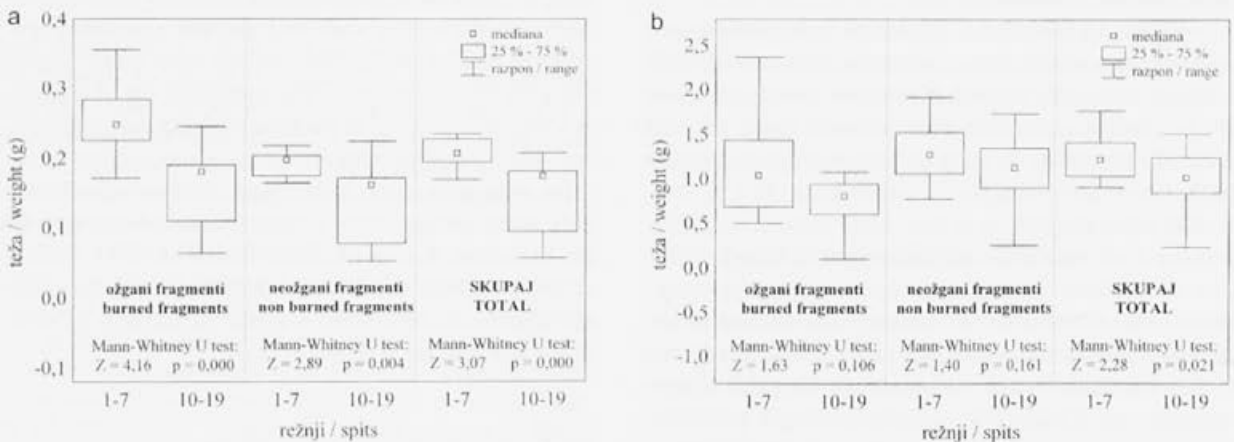 a
0,4
0,3
0,2
0,1
0,0
-0,1
teža / weight (g)
mediana
25 % - 75 %
razpon / range
ožgani fragmenti
burned fragments
neožgani fragmenti
non burned fragments
SKUPAJ
TOTAL
Mann-Whitney U test:
Z = 4,16 p = 0,000
Mann-Whitney U test:
Z = 2,89 p = 0,004
Mann-Whitney U test:
Z = 3,07 p = 0,000
1-7 10-19 1-7 10-19 1-7 10-19
režnji / spits
b
2,5
2,0
1,5
1,0
0,5
0,0
-1,0
teža / weight (g)
mediana
25 % - 75 %
razpon / range
ožgani fragmenti
burned fragments
neožgani fragmenti
non burned fragments
SKUPAJ
TOTAL
Mann-Whitney U test:
Z = 1,63 p = 0,106
Mann-Whitney U test:
Z = 1,40 p = 0,161
Mann-Whitney U test:
Z = 2,28 p = 0,021
1-7 10-19 1-7 10-19 1-7 10-19
režnji / spits